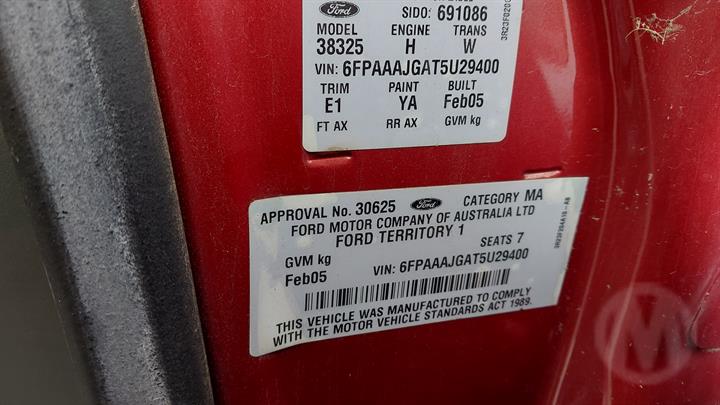 Ford
SIDO: 691086
MODEL ENGINE TRANS
38325 H W
VIN: 6FPAAAJGAT5U29400
TRIM PAINT BUILT
E1 YA Feb05
FT AX RR AX GVM kg
APPROVAL No. 30625 Ford CATEGORY MA
FORD MOTOR COMPANY OF AUSTRALIA LTD
FORD TERRITORY 1
GVM kg SEATS 7
Feb05 VIN: 6FPAAAJGAT5U29400
THIS VEHICLE WAS MANUFACTURED TO COMPLY
WITH THE MOTOR VEHICLE STANDARDS ACT 1989.
M